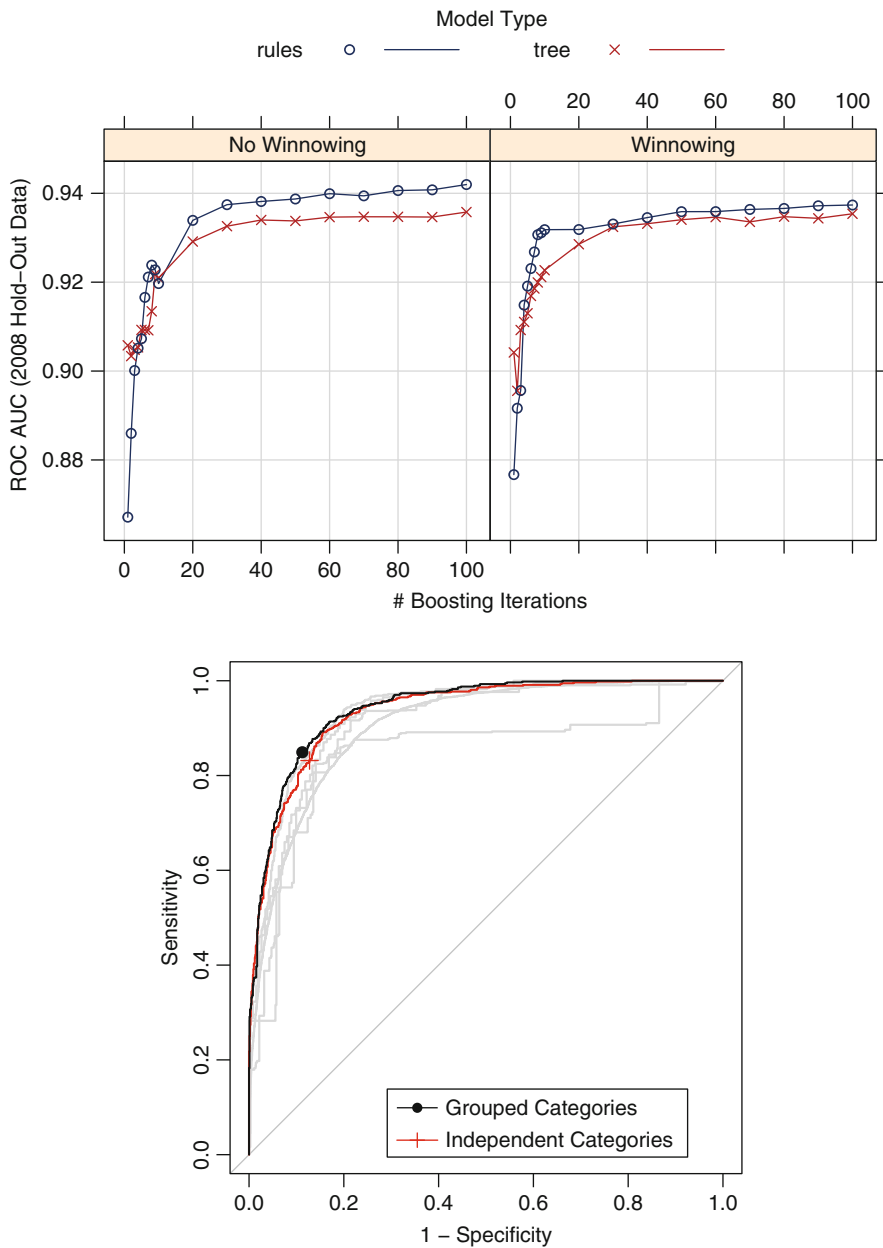 Model Type
rules tree
0 20 40 60 80 100
No Winnowing Winnowing
ROC AUC (2008 Hold−Out Data)
0.94
0.92
0.90
0.88
0 20 40 60 80 100
# Boosting Iterations
Sensitivity
1.0
0.8
0.6
0.4
0.2
0.0
Grouped Categories
Independent Categories
0.0 0.2 0.4 0.6 0.8 1.0
1 − Specificity